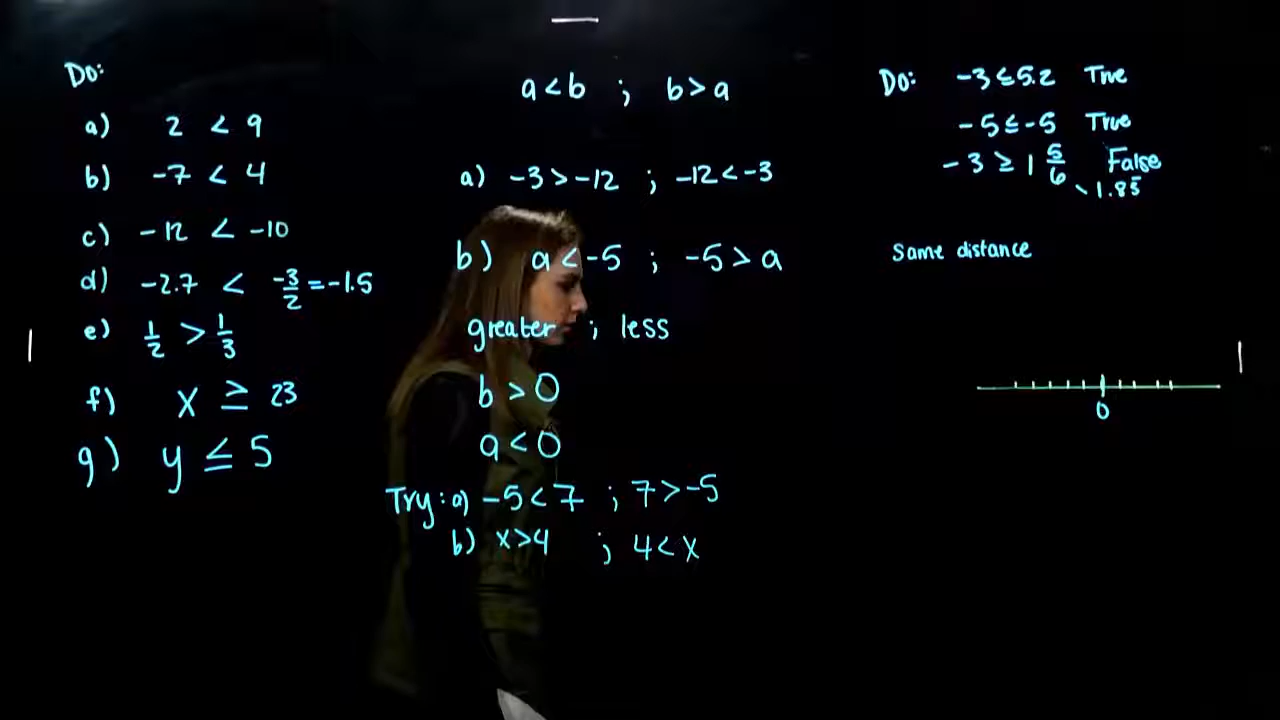 Do:
a) 2 < 9
b) -7 < 4
c) -12 < -10
d) -2.7 < -3/2 = -1.5
e) 1/2 > 1/3
f) x ≥ 23
g) y ≤ 5
a < b ; b > a
a) -3 > -12 ; -12 < -3
b) a < -5 ; -5 > a
greater ; less
b > 0
a < 0
Try: a) -5 < 7 ; 7 > -5
b) x > 4 ; 4 < x
Do: -3 ≤ 5.2 True
-5 ≤ -5 True
-3 ≥ 1 5/6 False
1.83̅
Same distance
0